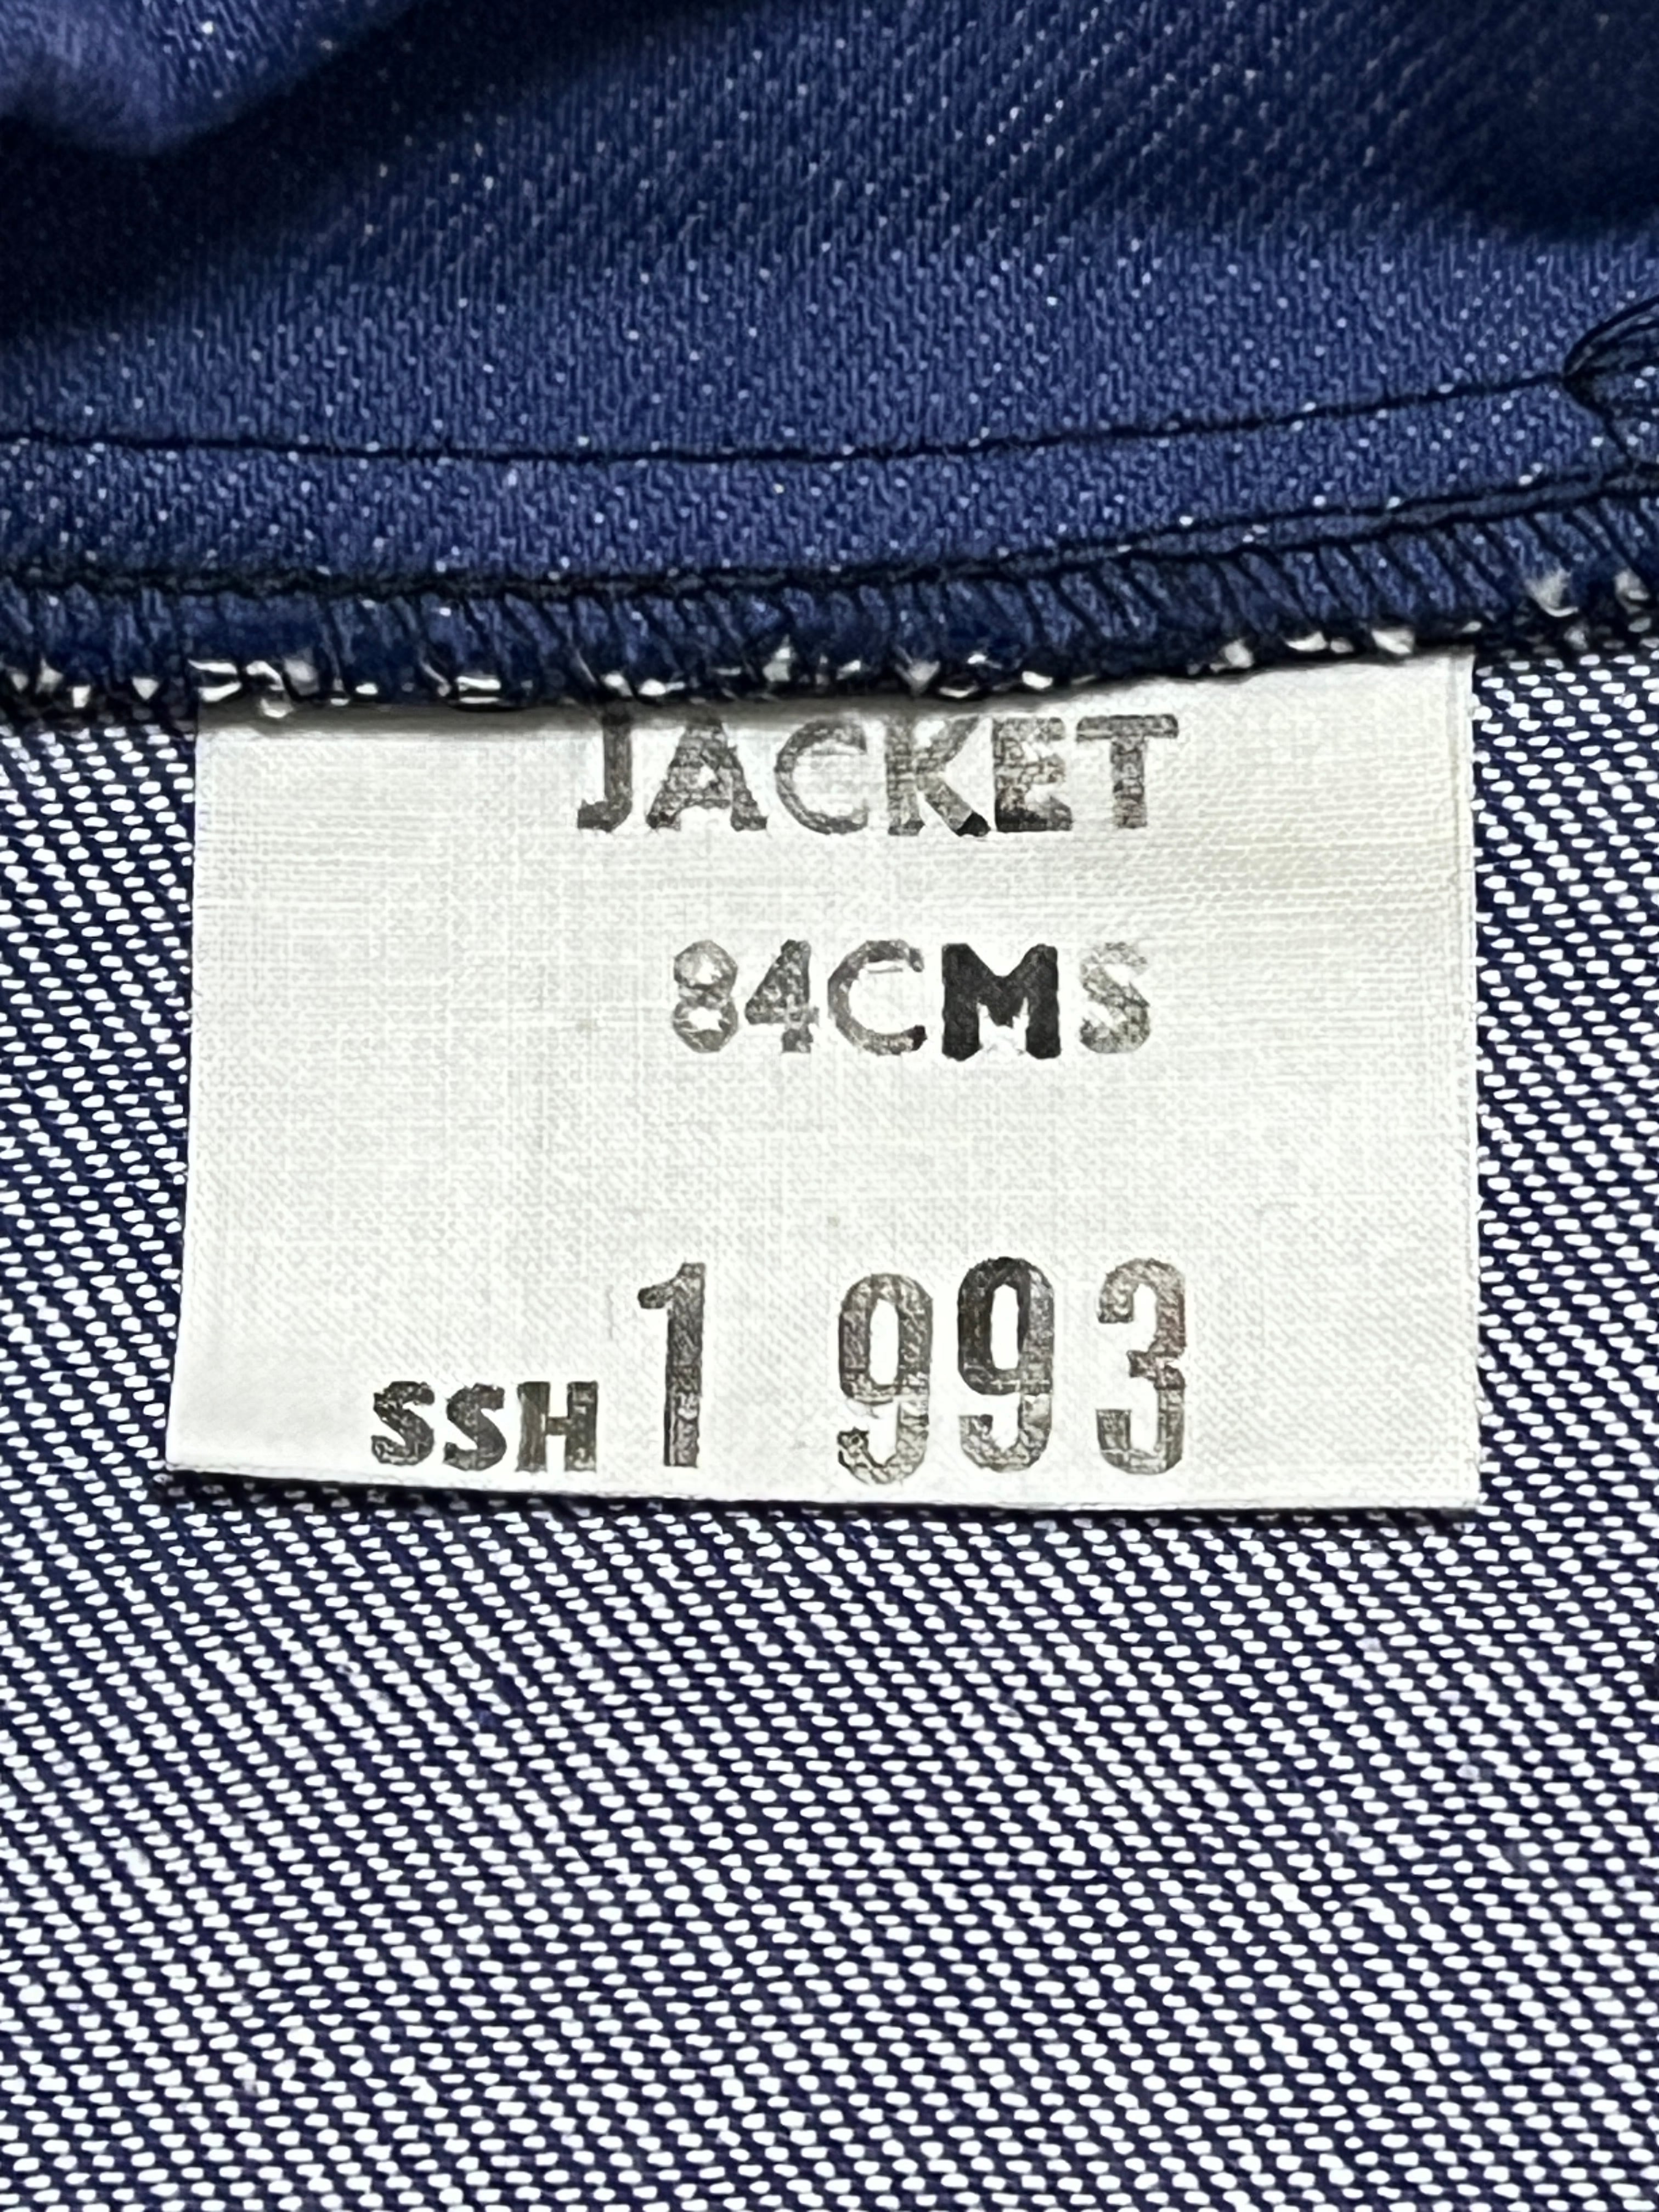 JACKET
84CMS
SSH 1 993